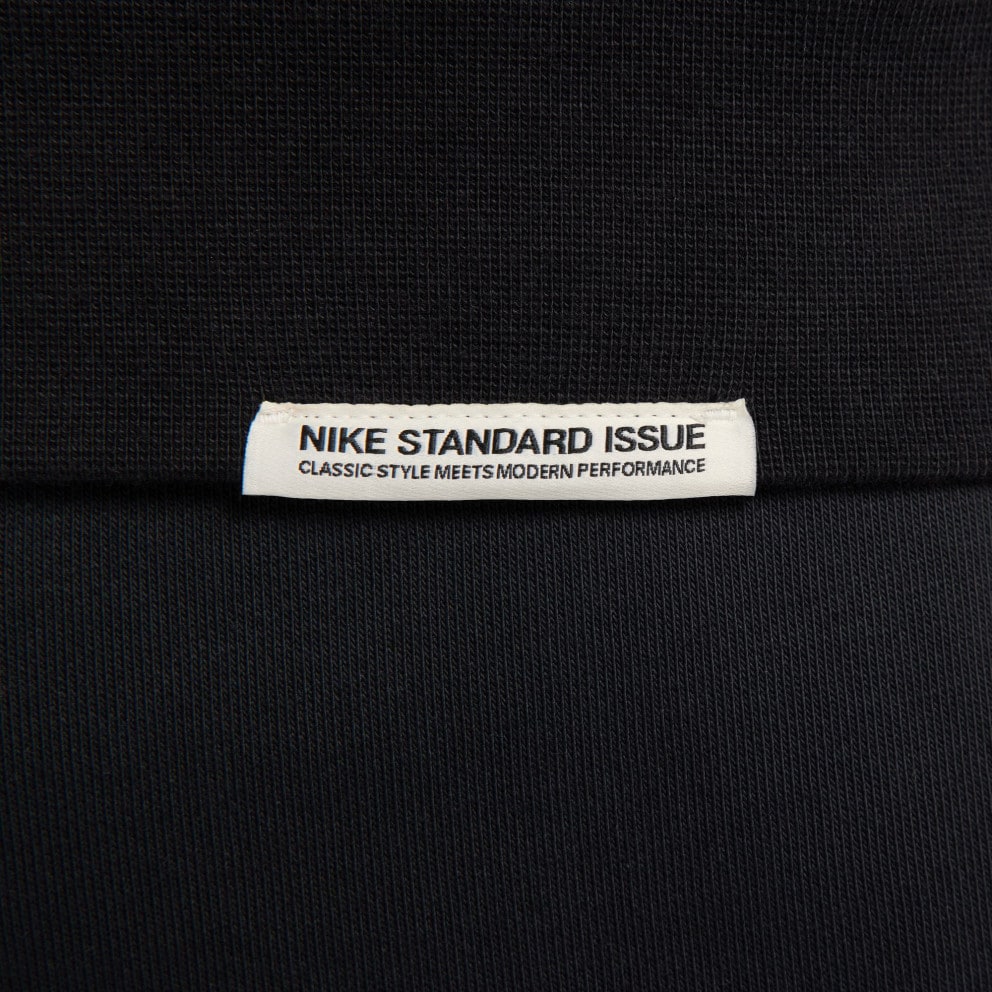 NIKE STANDARD ISSUE
CLASSIC STYLE MEETS MODERN PERFORMANCE